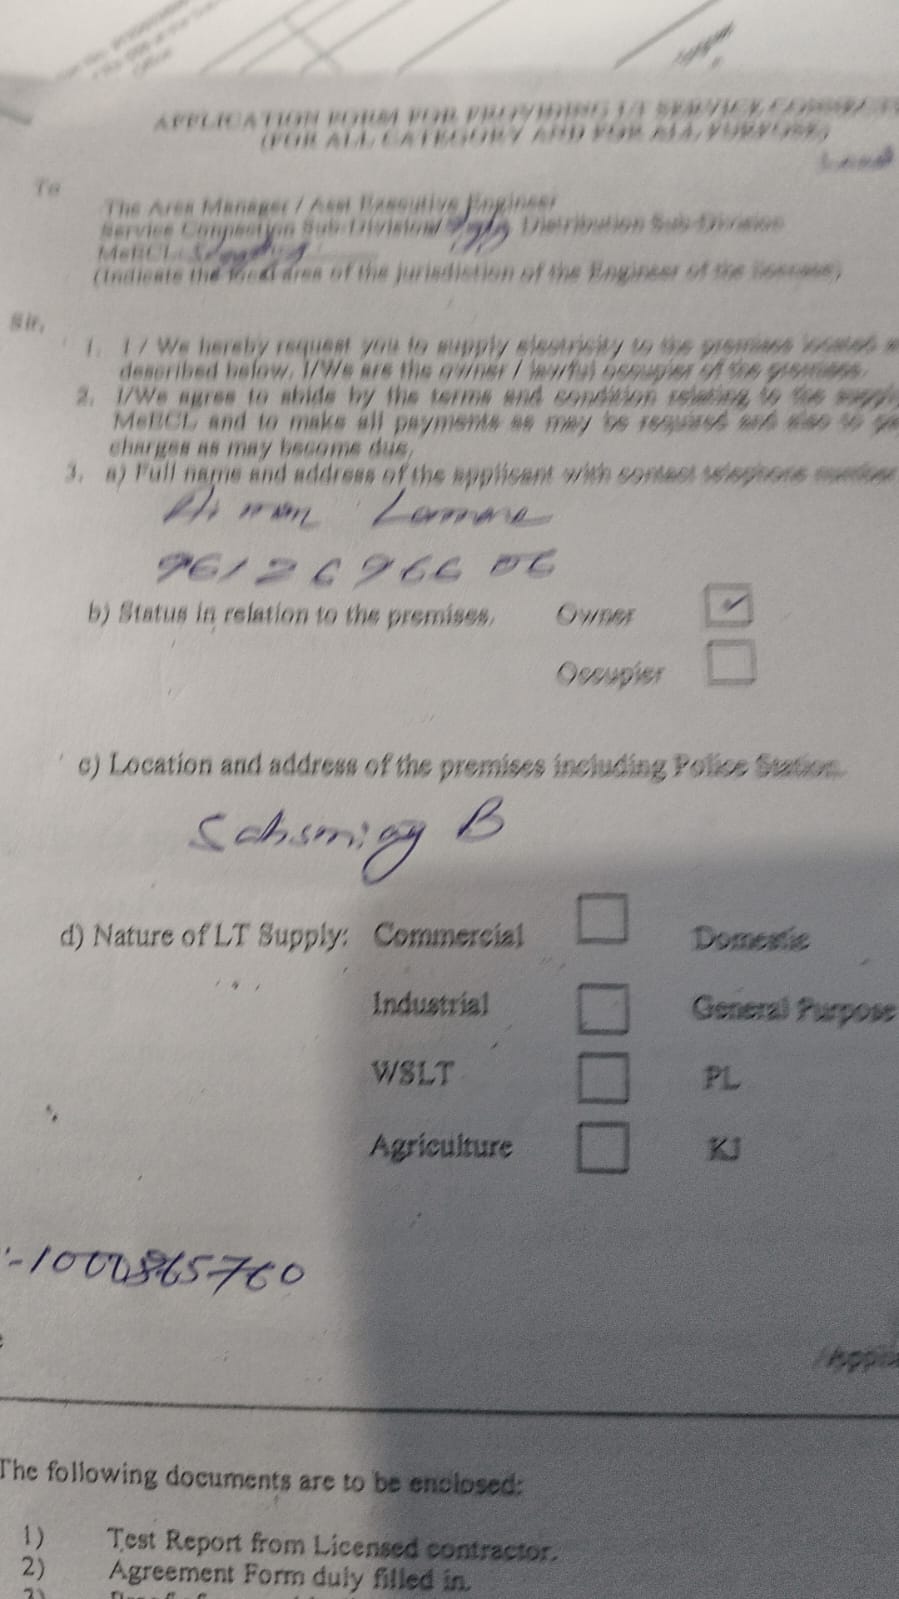 APPLICATION FORM FOR PROVIDING LT SERVICE CONNECT
(FOR ALL CATEGORY AND FOR ALL PURPOSE)
Load
To
The Area Manager / Asst Executive Engineer
Service Connection Sub-Division/ Distribution Sub-Division
MeECL
(Indicate the local area of the jurisdiction of the Engineer of the licensee)
Sir,
1. I / We hereby request you to supply electricity to the premises located a
described below. I/We are the owner / lawful occupier of the premises.
2. I/We agree to abide by the terms and condition relating to the supply
MeECL and to make all payments as may be required and also to
charges as may become due.
3. a) Full name and address of the applicant with contact telephone number
96/2696606
b) Status in relation to the premises. Owner ✓
Occupier
c) Location and address of the premises including Police Station.
B
d) Nature of LT Supply: Commercial Domestic
Industrial General Purpose
WSLT PL
Agriculture KJ
:-1000865760
/Applic
The following documents are to be enclosed:
1) Test Report from Licensed contractor.
2) Agreement Form duly filled in.